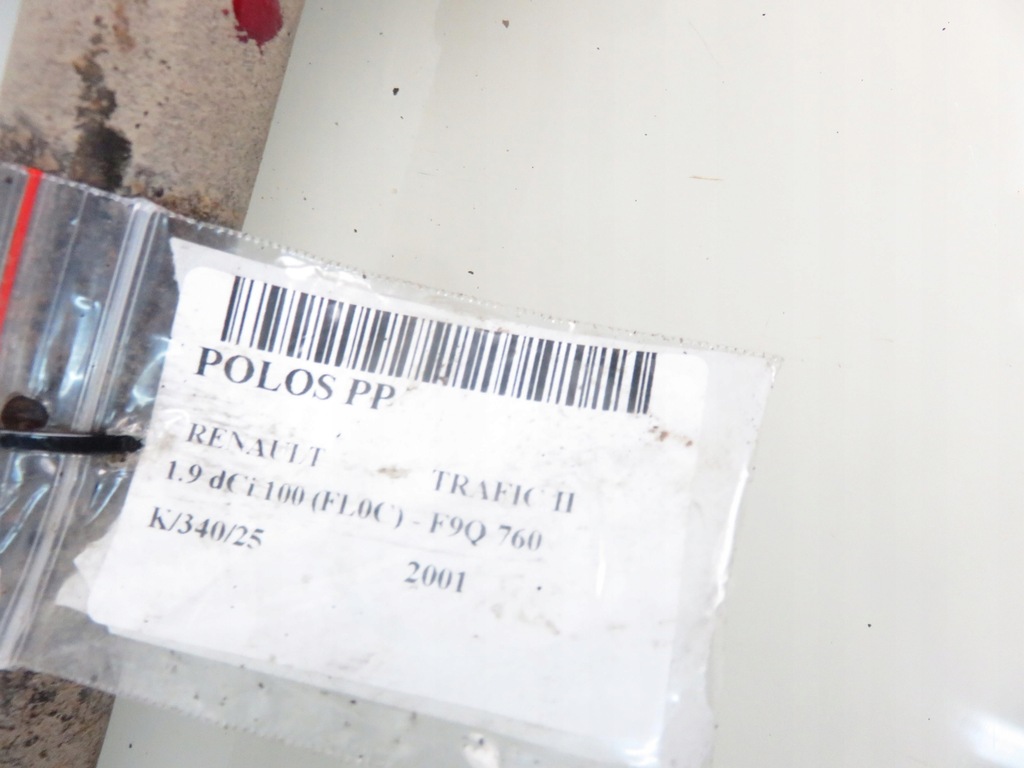 POLOS PP
RENAULT TRAFIC II
1.9 dCi 100 (FL0C) - F9Q 760
K/340/25
2001